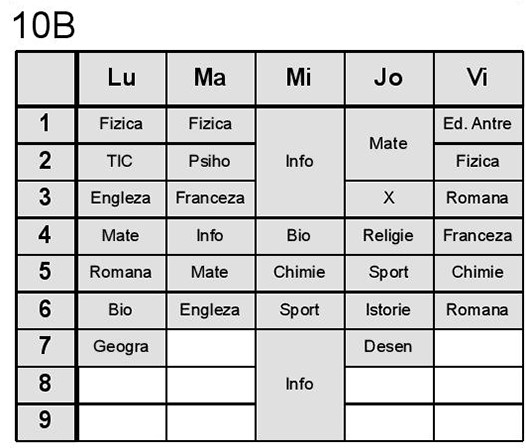 10B
Lu Ma Mi Jo Vi
1 Fizica Fizica Info Mate Ed. Antre
2 TIC Psiho Fizica
3 Engleza Franceza X Romana
4 Mate Info Bio Religie Franceza
5 Romana Mate Chimie Sport Chimie
6 Bio Engleza Sport Istorie Romana
7 Geogra Info Desen
8
9